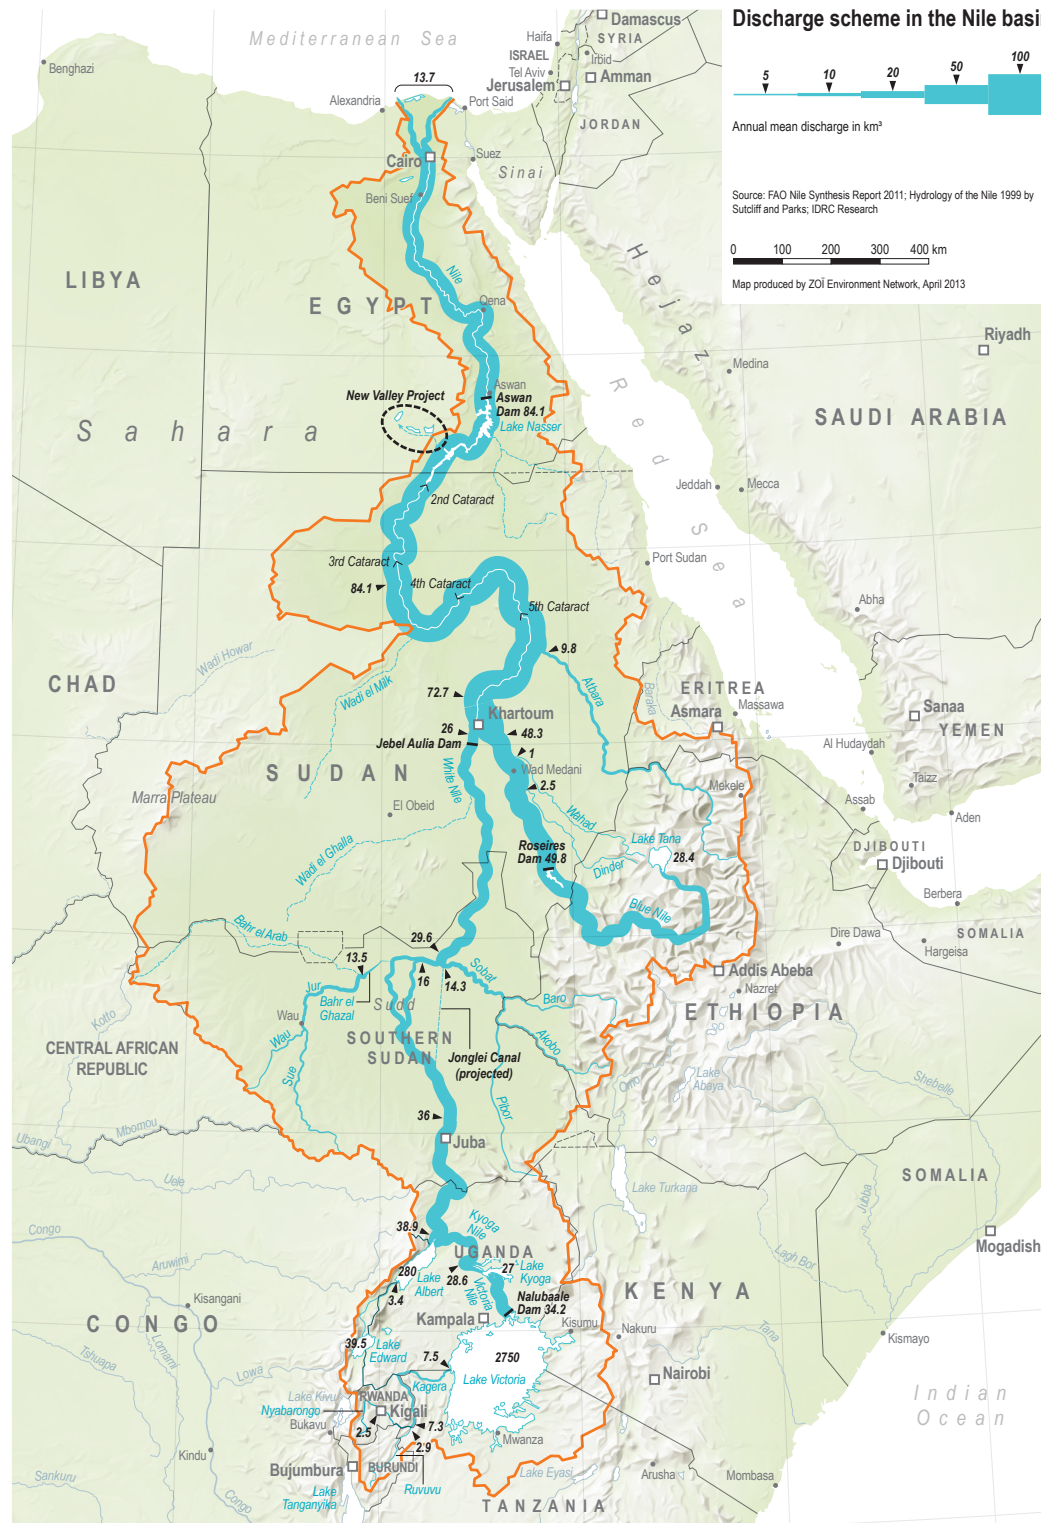 Discharge scheme in the Nile basi
5
10
20
50
100
Annual mean discharge in km³
Source: FAO Nile Synthesis Report 2011; Hydrology of the Nile 1999 by
Sutcliff and Parks; IDRC Research
0 100 200 300 400 km
Map produced by ZOÏ Environment Network, April 2013
Mediterranean Sea
Damascus
Haifa
SYRIA
ISRAEL
Irbid
Tel Aviv
Amman
Jerusalem
Benghazi
13.7
Alexandria
Port Said
JORDAN
Cairo
Suez
Sinai
Beni Suef
Nile
LIBYA
EGYPT
Hejaz
Qena
Riyadh
Medina
Aswan
New Valley Project
Aswan
Dam 84.1
Lake Nasser
SAUDI ARABIA
Sahara
Red Sea
Jeddah
Mecca
2nd Cataract
Port Sudan
3rd Cataract
84.1
4th Cataract
5th Cataract
Abha
9.8
Wadi Howar
Wadi el Milk
CHAD
Atbara
Baraka
ERITREA
Asmara
Massawa
Sanaa
YEMEN
72.7
Khartoum
26
48.3
Jebel Aulia Dam
1
Al Hudaydah
SUDAN
White Nile
Wad Medani
2.5
Mekele
Taizz
Marra Plateau
El Obeid
Assab
Aden
Wahad
Lake Tana
28.4
Roseires
Dam 49.8
Dinder
DJIBOUTI
Djibouti
Wadi el Ghalla
Berbera
Blue Nile
Bahr el Arab
29.6
Dire Dawa
SOMALIA
Hargeisa
13.5
16
Sobat
14.3
Addis Abeba
Nazret
Jur
Bahr el
Ghazal
Sudd
Baro
ETHIOPIA
Kotto
Wau
Wau
SOUTHERN
SUDAN
Akobo
CENTRAL AFRICAN
REPUBLIC
Sue
Jonglei Canal
(projected)
Omo
Lake
Abaya
Shebelle
Pibor
36
Mbomou
Ubangi
Juba
SOMALIA
Uele
Lake Turkana
Jubba
Kyoga
Nile
38.9
Congo
Aruwimi
UGANDA
Lagh Bor
Mogadish
280
Lake
Albert
28.6
27
Lake
Kyoga
Victoria
Nile
3.4
Kisangani
Nalubaale
Dam 34.2
KENYA
CONGO
Kampala
Kisumu
Nakuru
Tana
Kismayo
39.5
Lake
Edward
7.5
2750
Tshuapa
Lomami
Lowa
Lake Victoria
Nairobi
Kagera
Lake Kivu
RWANDA
Nyabarongo
Kigali
Indian
Ocean
Bukavu
2.5
7.3
Mwanza
2.9
Kindu
Bujumbura
BURUNDI
Arusha
Mombasa
Sankuru
Lake Eyasi
Ruvuvu
Congo
Lake
Tanganyika
TANZANIA